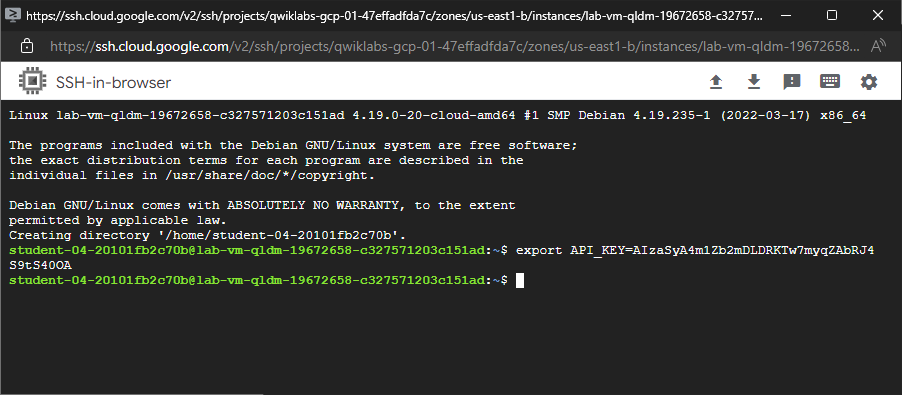 https://ssh.cloud.google.com/v2/ssh/projects/qwiklabs-gcp-01-47effadfda7c/zones/us-east1-b/instances/lab-vm-qldm-19672658-c32757...
https://ssh.cloud.google.com/v2/ssh/projects/qwiklabs-gcp-01-47effadfda7c/zones/us-east1-b/instances/lab-vm-qldm-19672658...
SSH-in-browser
Linux lab-vm-qldm-19672658-c327571203c151ad 4.19.0-20-cloud-amd64 #1 SMP Debian 4.19.235-1 (2022-03-17) x86_64
The programs included with the Debian GNU/Linux system are free software;
the exact distribution terms for each program are described in the
individual files in /usr/share/doc/*/copyright.
Debian GNU/Linux comes with ABSOLUTELY NO WARRANTY, to the extent
permitted by applicable law.
Creating directory '/home/student-04-20101fb2c70b'.
student-04-20101fb2c70b@lab-vm-qldm-19672658-c327571203c151ad:~$ export API_KEY=AIzaSyA4m1Zb2mDLDRKTw7myqZAbRJ4
S9tS40OA
student-04-20101fb2c70b@lab-vm-qldm-19672658-c327571203c151ad:~$